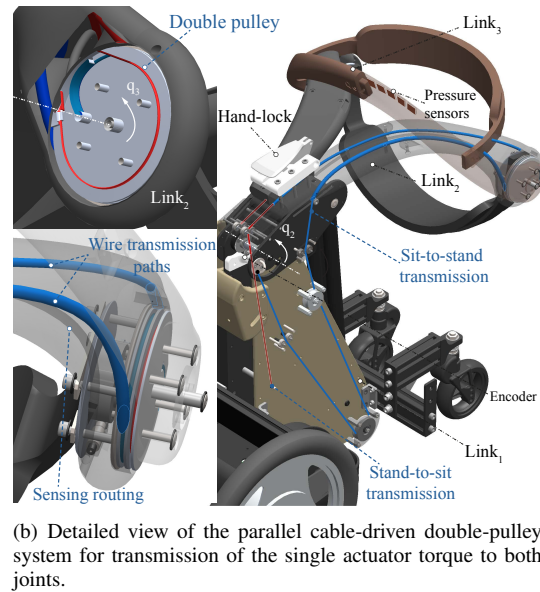 Double pulley
q3
Link2
Wire transmission
paths
Sensing routing
Link3
Pressure
sensors
Hand-lock
Link2
q2
Sit-to-stand
transmission
Encoder
Link1
Stand-to-sit
transmission
(b) Detailed view of the parallel cable-driven double-pulley
system for transmission of the single actuator torque to both
joints.